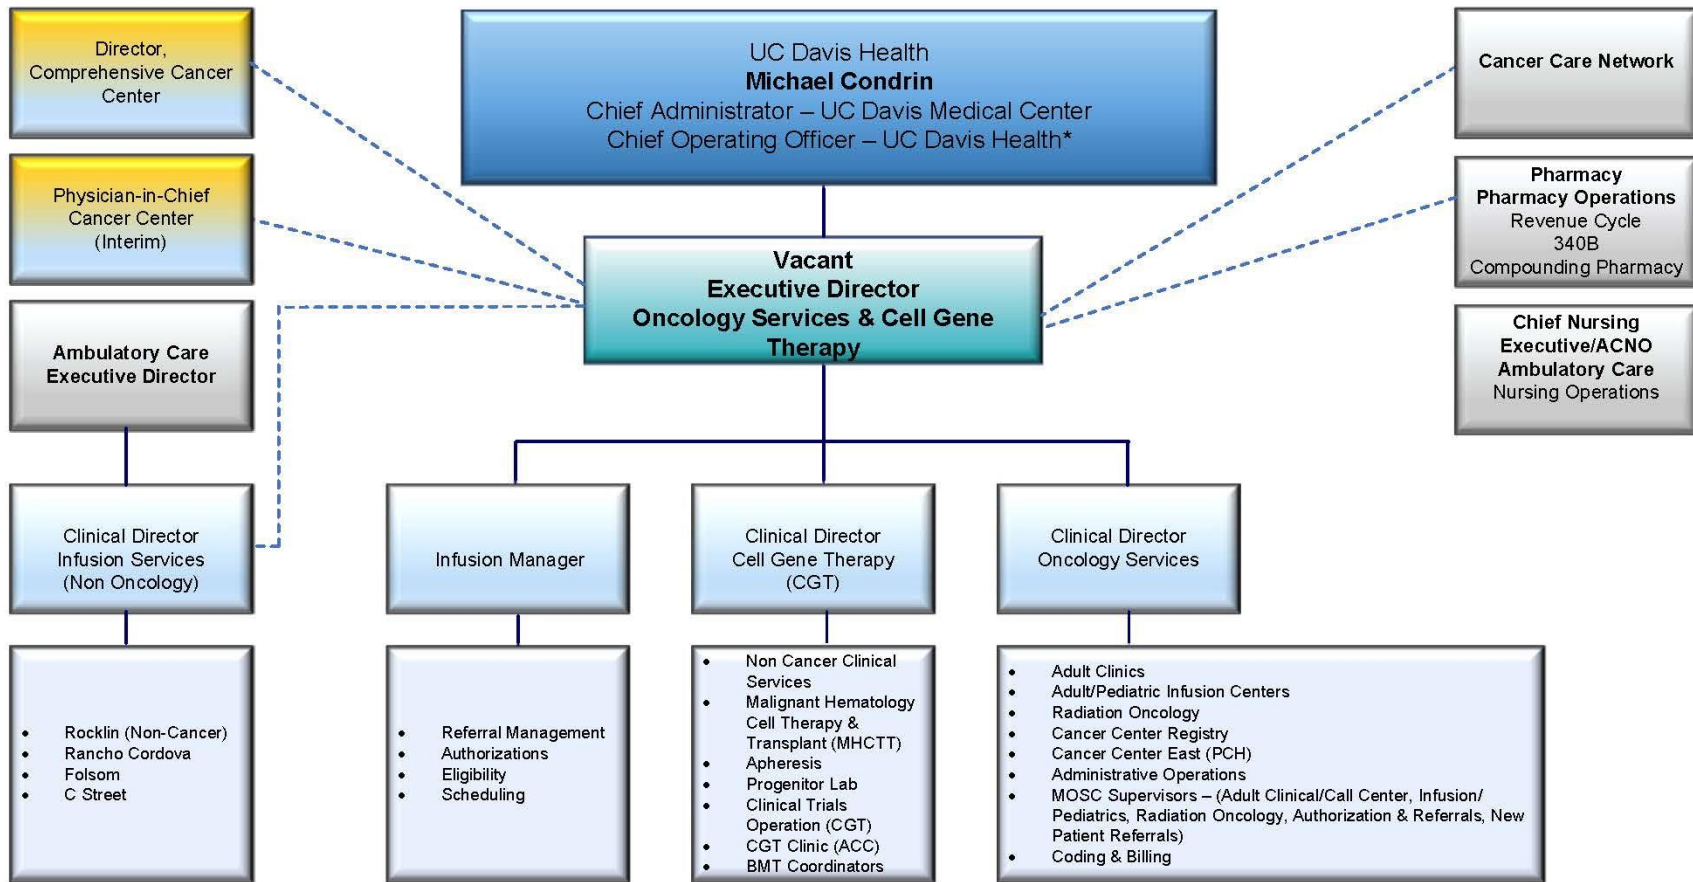 Director,
Comprehensive Cancer
Center
UC Davis Health
Michael Condrin
Chief Administrator – UC Davis Medical Center
Chief Operating Officer – UC Davis Health*
Cancer Care Network
Physician-in-Chief
Cancer Center
(Interim)
Pharmacy
Pharmacy Operations
Revenue Cycle
340B
Compounding Pharmacy
Vacant
Executive Director
Oncology Services & Cell Gene
Therapy
Ambulatory Care
Executive Director
Chief Nursing
Executive/ACNO
Ambulatory Care
Nursing Operations
Clinical Director
Infusion Services
(Non Oncology)
Infusion Manager
Clinical Director
Cell Gene Therapy
(CGT)
Clinical Director
Oncology Services
• Rocklin (Non-Cancer)
• Rancho Cordova
• Folsom
• C Street
• Referral Management
• Authorizations
• Eligibility
• Scheduling
• Non Cancer Clinical
Services
• Malignant Hematology
Cell Therapy &
Transplant (MHCTT)
• Apheresis
• Progenitor Lab
• Clinical Trials
Operation (CGT)
• CGT Clinic (ACC)
• BMT Coordinators
• Adult Clinics
• Adult/Pediatric Infusion Centers
• Radiation Oncology
• Cancer Center Registry
• Cancer Center East (PCH)
• Administrative Operations
• MOSC Supervisors – (Adult Clinical/Call Center, Infusion/
Pediatrics, Radiation Oncology, Authorization & Referrals, New
Patient Referrals)
• Coding & Billing